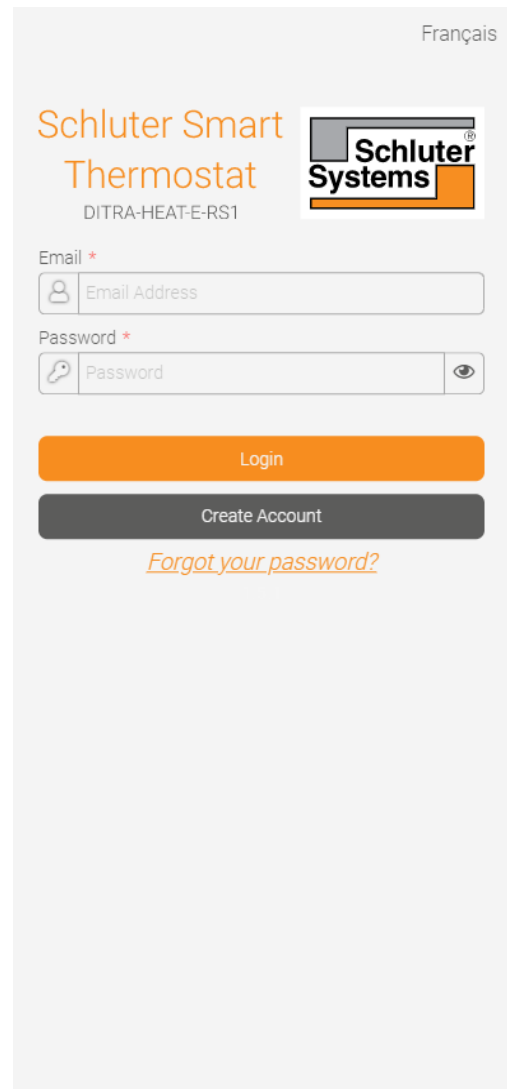 Français
Schluter Smart
Thermostat
DITRA-HEAT-E-RS1
Schluter®
Systems
Email *
Email Address
Password *
Password
Login
Create Account
Forgot your password?